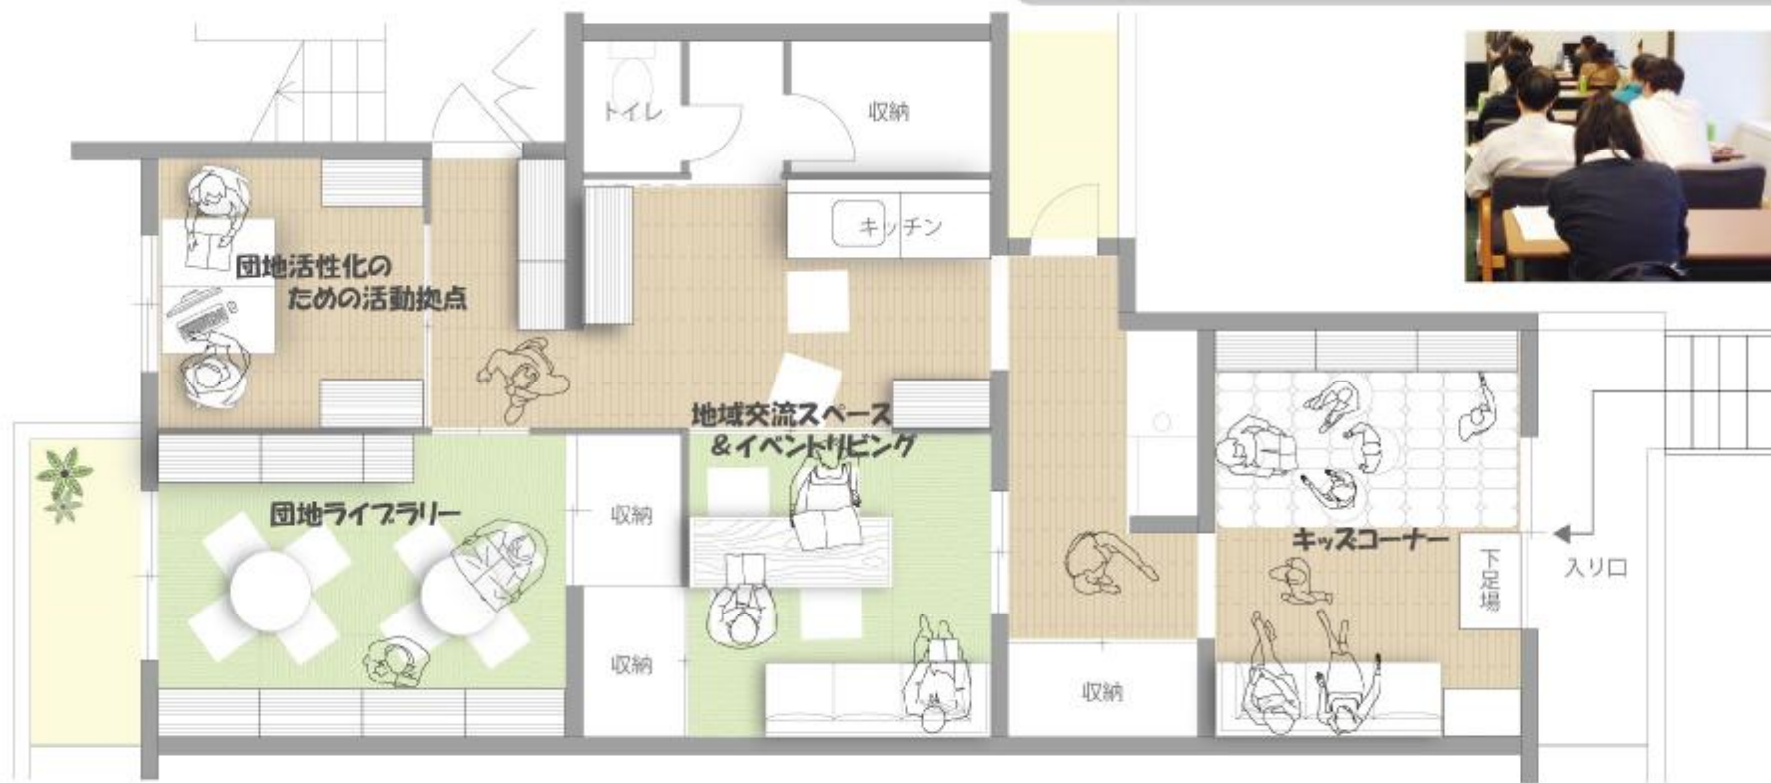 トイレ
収納
キッチン
団地活性化の
ための活動拠点
地域交流スペース
&イベントリビング
団地ライブラリー
収納
キッズコーナー
下足場
入り口
収納
収納